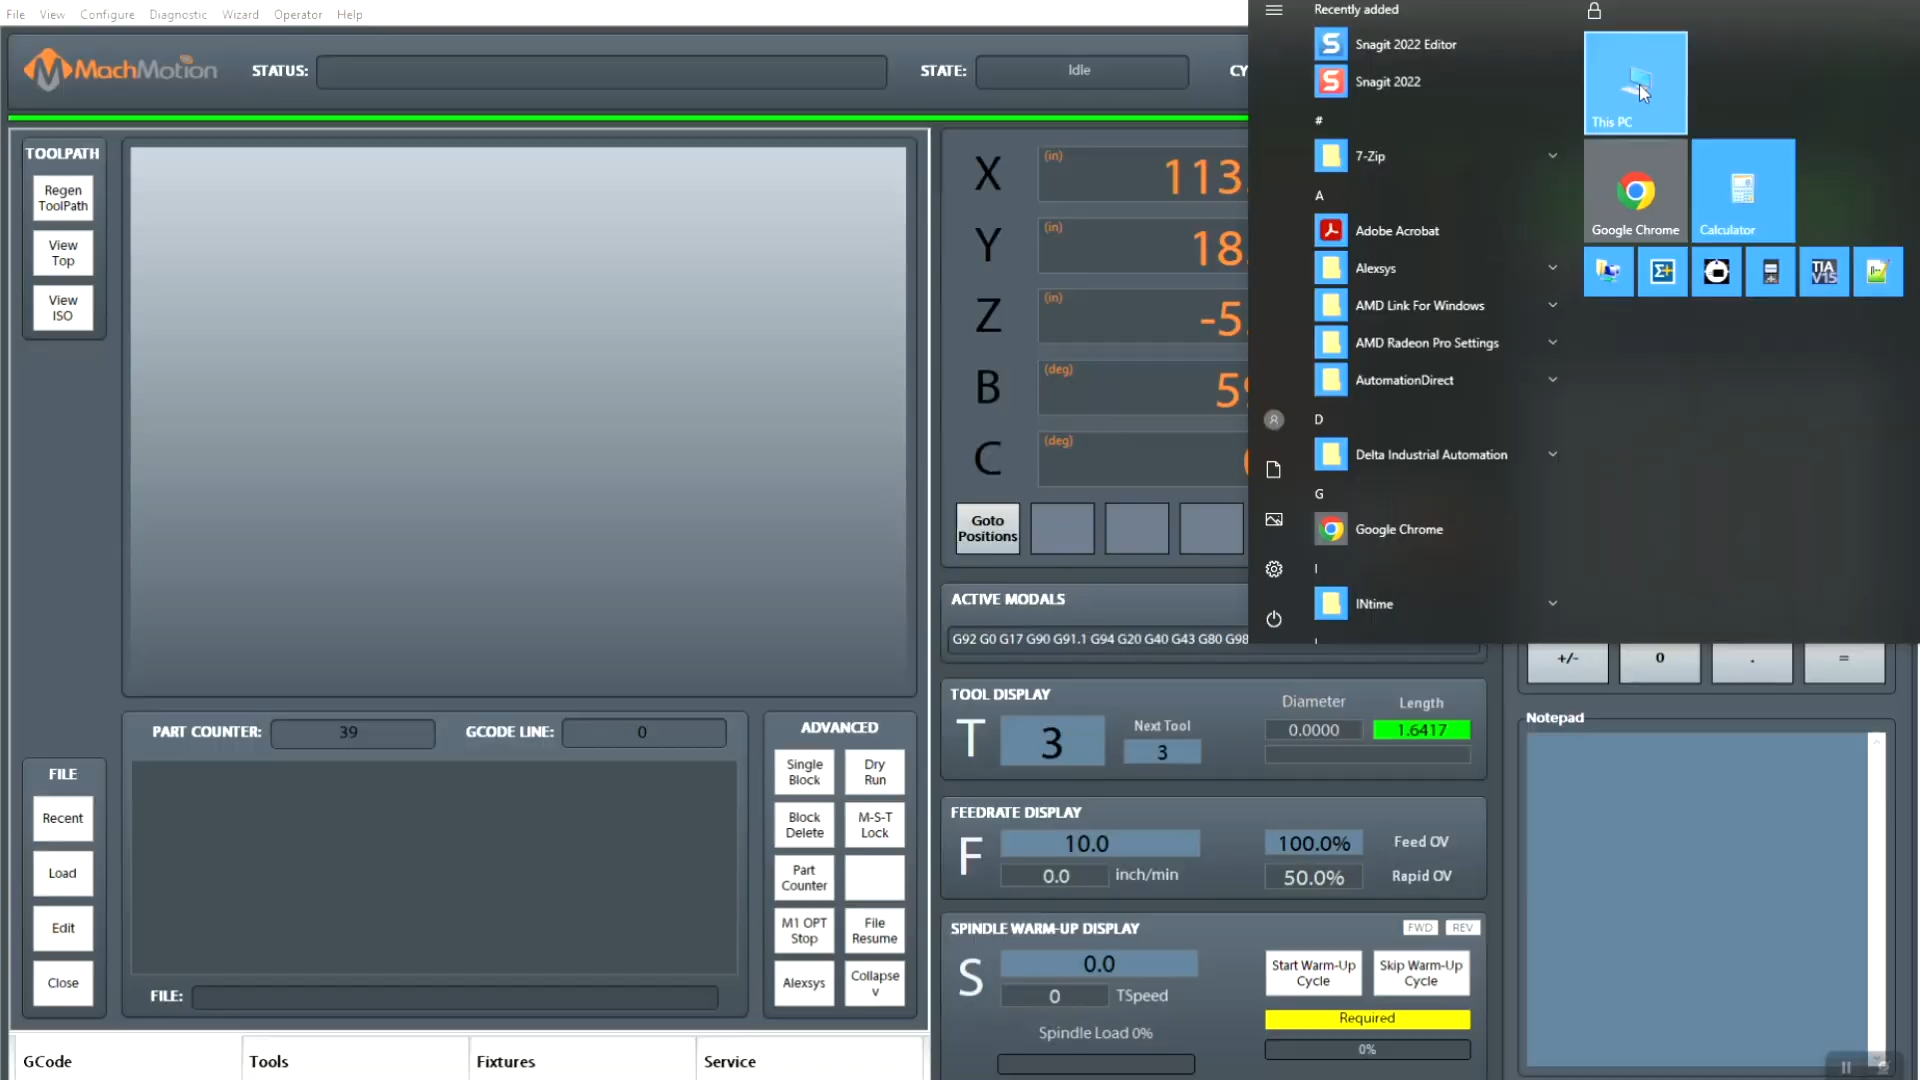 File View Configure Diagnostic Wizard Operator Help
MachMotion
STATUS:
STATE: Idle
CY
TOOLPATH
Regen
ToolPath
View
Top
View
ISO
X (in) 113.
Y (in) 18.
Z (in) -5.
B (deg)
C (deg)
Goto
Positions
ACTIVE MODALS
G92 G0 G17 G90 G91.1 G94 G20 G40 G43 G80 G98
TOOL DISPLAY
T 3
Next Tool
3
Diameter Length
0.0000 1.6417
FEEDRATE DISPLAY
F 10.0
0.0 inch/min
100.0% Feed OV
50.0% Rapid OV
SPINDLE WARM-UP DISPLAY
FWD REV
S 0.0
0 TSpeed
Spindle Load 0%
Start Warm-Up
Cycle
Skip Warm-Up
Cycle
Required
0%
PART COUNTER: 39 GCODE LINE: 0
FILE:
FILE
Recent
Load
Edit
Close
ADVANCED
Single
Block
Dry
Run
Block
Delete
M-S-T
Lock
Part
Counter
M1 OPT
Stop
File
Resume
Alexsys
Collapse
v
GCode Tools Fixtures Service
Recently added
Snagit 2022 Editor
Snagit 2022
#
7-Zip
A
Adobe Acrobat
Alexsys
AMD Link For Windows
AMD Radeon Pro Settings
AutomationDirect
D
Delta Industrial Automation
G
Google Chrome
I
INtime
This PC
Google Chrome
Calculator
TIA
V15
+/- 0 . =
Notepad